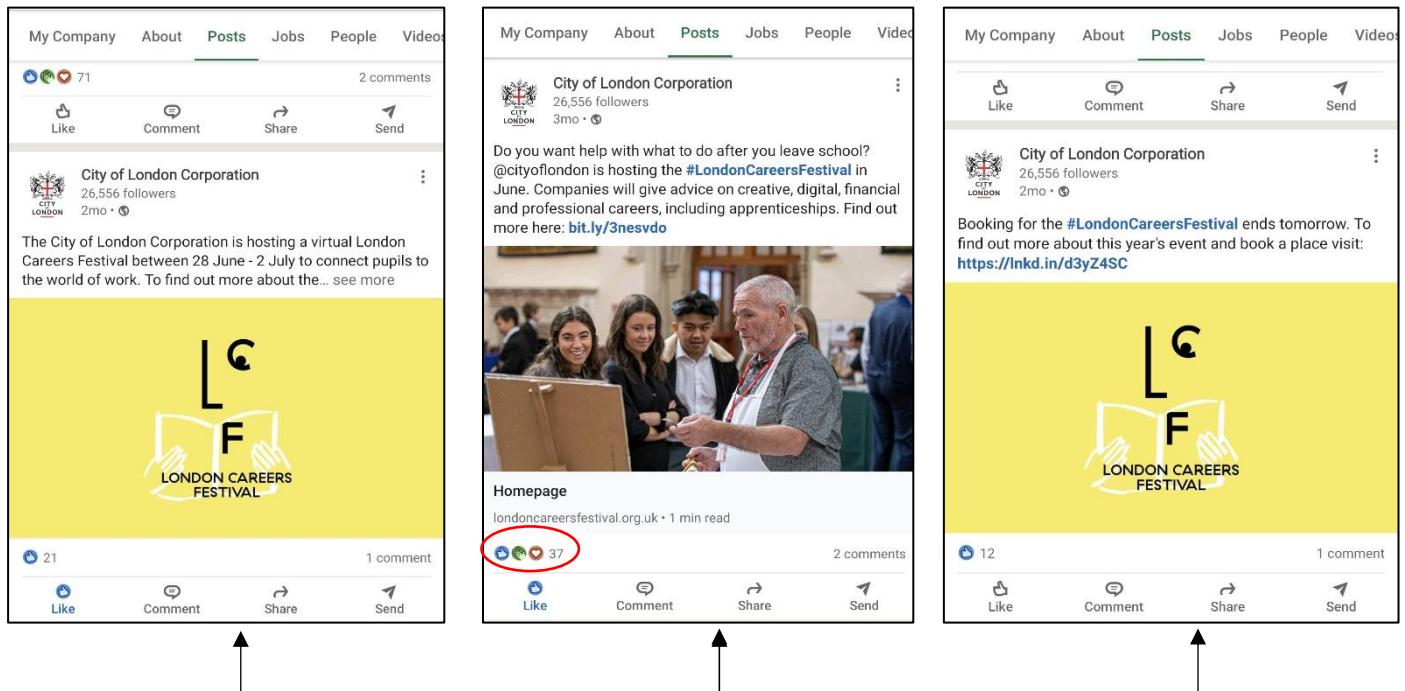 My Company About Posts Jobs People Videos
71 2 comments
Like Comment Share Send
City of London Corporation
26,556 followers
2mo •
CITY
LONDON
The City of London Corporation is hosting a virtual London
Careers Festival between 28 June - 2 July to connect pupils to
the world of work. To find out more about the... see more
L C
F
LONDON CAREERS
FESTIVAL
21 1 comment
Like Comment Share Send
My Company About Posts Jobs People Videc
City of London Corporation
26,556 followers
3mo •
CITY
LONDON
Do you want help with what to do after you leave school?
@cityoflondon is hosting the #LondonCareersFestival in
June. Companies will give advice on creative, digital, financial
and professional careers, including apprenticeships. Find out
more here: bit.ly/3nesvdo
Homepage
londoncareersfestival.org.uk • 1 min read
37 2 comments
Like Comment Share Send
My Company About Posts Jobs People Videos
Like Comment Share Send
City of London Corporation
26,556 followers
2mo •
CITY
LONDON
Booking for the #LondonCareersFestival ends tomorrow. To
find out more about this year's event and book a place visit:
https://lnkd.in/d3yZ4SC
L C
F
LONDON CAREERS
FESTIVAL
12 1 comment
Like Comment Share Send